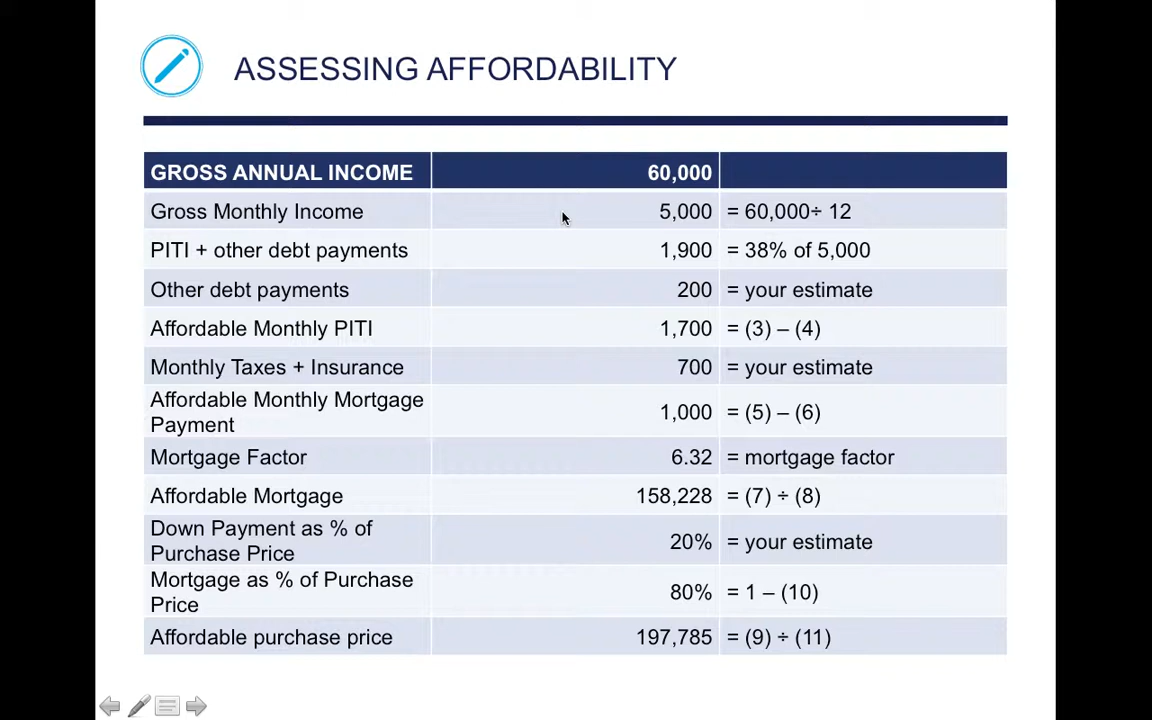 ASSESSING AFFORDABILITY
GROSS ANNUAL INCOME 60,000
Gross Monthly Income 5,000 = 60,000÷ 12
PITI + other debt payments 1,900 = 38% of 5,000
Other debt payments 200 = your estimate
Affordable Monthly PITI 1,700 = (3) – (4)
Monthly Taxes + Insurance 700 = your estimate
Affordable Monthly Mortgage
Payment 1,000 = (5) – (6)
Mortgage Factor 6.32 = mortgage factor
Affordable Mortgage 158,228 = (7) ÷ (8)
Down Payment as % of
Purchase Price 20% = your estimate
Mortgage as % of Purchase
Price 80% = 1 – (10)
Affordable purchase price 197,785 = (9) ÷ (11)